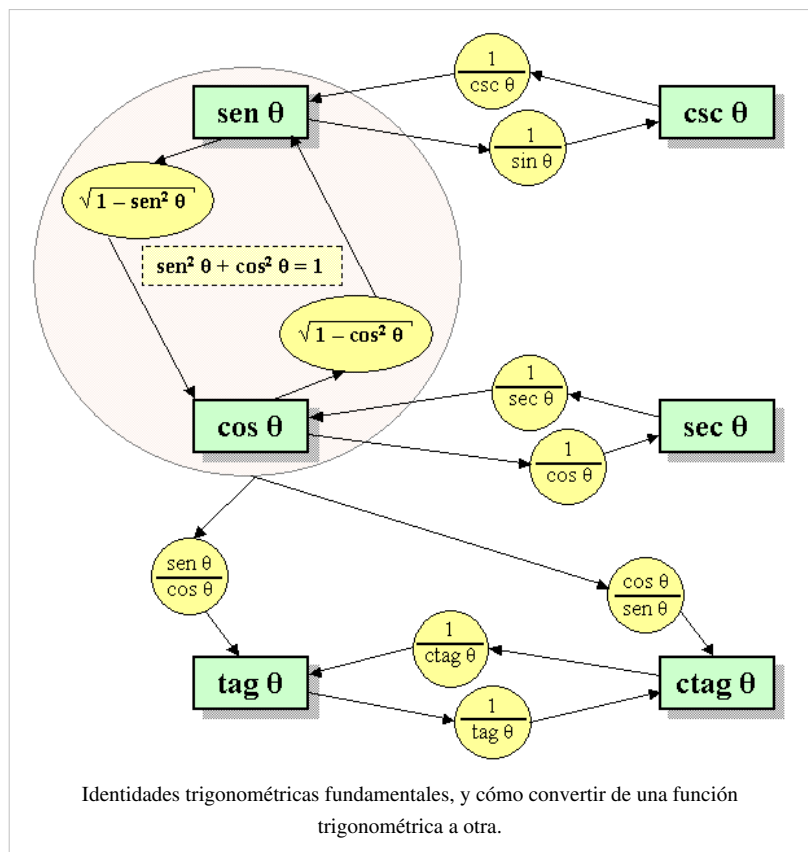 1
csc θ
sen θ
csc θ
1
sin θ
√1 – sen² θ
sen² θ + cos² θ = 1
√1 – cos² θ
1
sec θ
cos θ
sec θ
1
cos θ
sen θ
cos θ
cos θ
sen θ
1
ctag θ
tag θ
ctag θ
1
tag θ
Identidades trigonométricas fundamentales, y cómo convertir de una función
trigonométrica a otra.